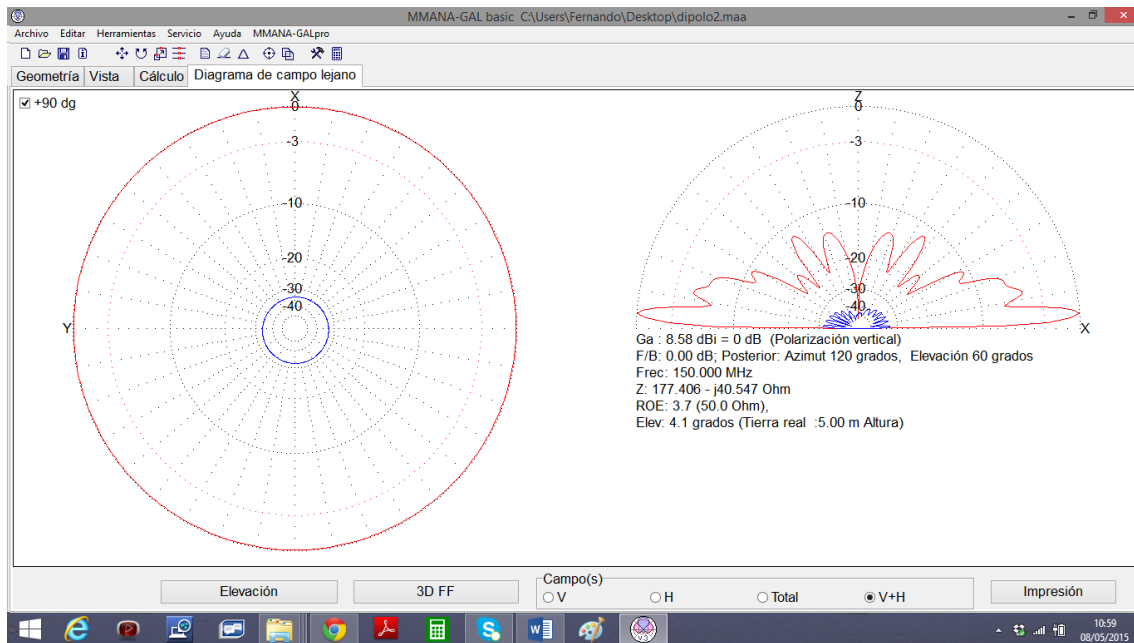 MMANA-GAL basic C:\Users\Fernando\Desktop\dipolo2.maa
Archivo Editar Herramientas Servicio Ayuda MMANA-GALpro
Geometría Vista Cálculo Diagrama de campo lejano
+90 dg
X
0
-3
-10
-20
-30
-40
Y
Z
0
-3
-10
-20
-30
-40
X
Ga : 8.58 dBi = 0 dB (Polarización vertical)
F/B: 0.00 dB; Posterior: Azimut 120 grados, Elevación 60 grados
Frec: 150.000 MHz
Z: 177.406 - j40.547 Ohm
ROE: 3.7 (50.0 Ohm),
Elev: 4.1 grados (Tierra real :5.00 m Altura)
Elevación
3D FF
Campo(s)
V
H
Total
V+H
Impresión
10:59
08/05/2015